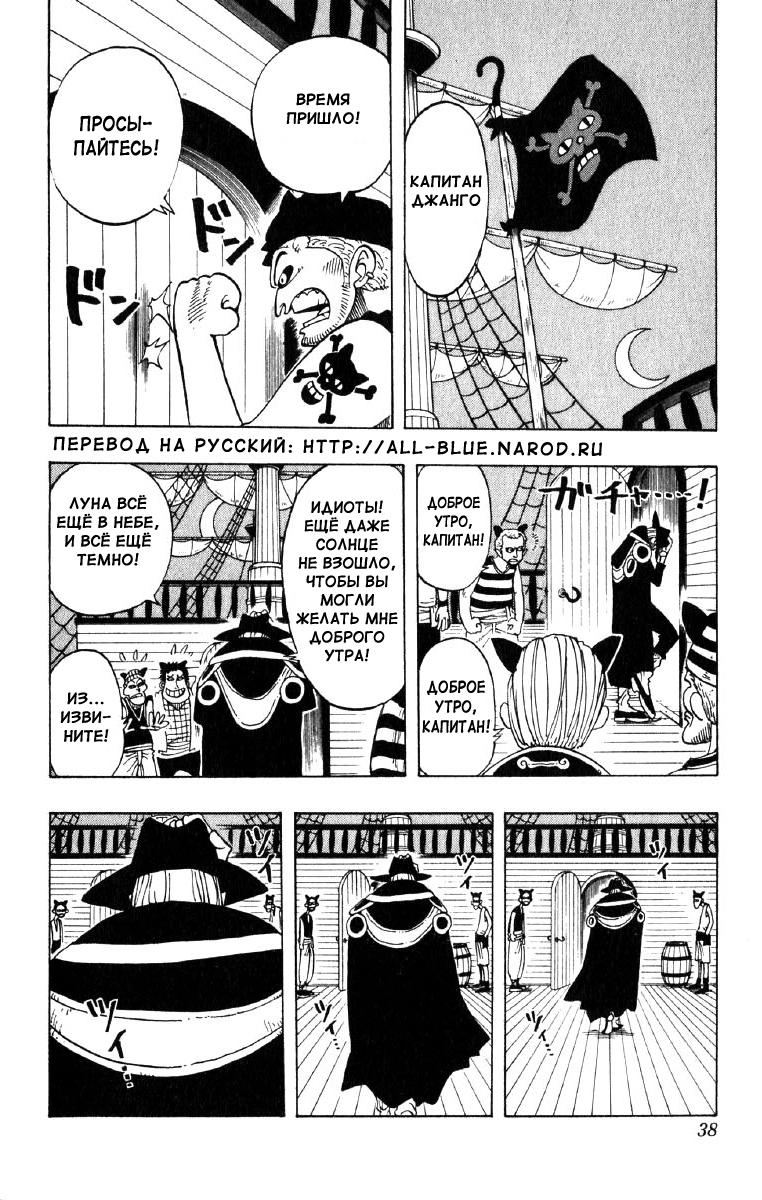 КАПИТАН
ДЖАНГО
ВРЕМЯ
ПРИШЛО!
ПРОСЫ-
ПАЙТЕСЬ!
ドン
ドン
ПЕРЕВОД НА РУССКИЙ: HTTP://ALL-BLUE.NAROD.RU
ガチャ……!
ДОБРОЕ
УТРО,
КАПИТАН!
ДОБРОЕ
УТРО,
КАПИТАН!
ИДИОТЫ!
ЕЩЁ ДАЖЕ
СОЛНЦЕ
НЕ ВЗОШЛО,
ЧТОБЫ ВЫ
МОГЛИ
ЖЕЛАТЬ МНЕ
ДОБРОГО
УТРА!
ЛУНА ВСЁ
ЕЩЁ В НЕБЕ,
И ВСЁ ЕЩЁ
ТЕМНО!
ИЗ...
ИЗВИ-
НИТЕ!
ツイ
ツイ…
ツイ
ツイ…
ツイ
ツイ…
38